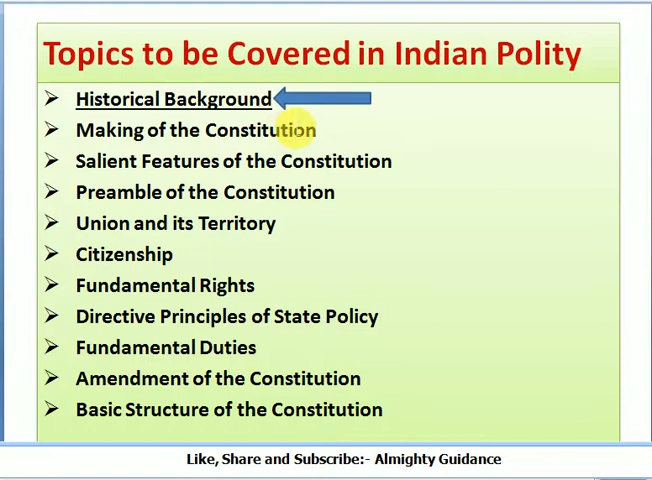 Topics to be Covered in Indian Polity
Historical Background
Making of the Constitution
Salient Features of the Constitution
Preamble of the Constitution
Union and its Territory
Citizenship
Fundamental Rights
Directive Principles of State Policy
Fundamental Duties
Amendment of the Constitution
Basic Structure of the Constitution
Like, Share and Subscribe:- Almighty Guidance